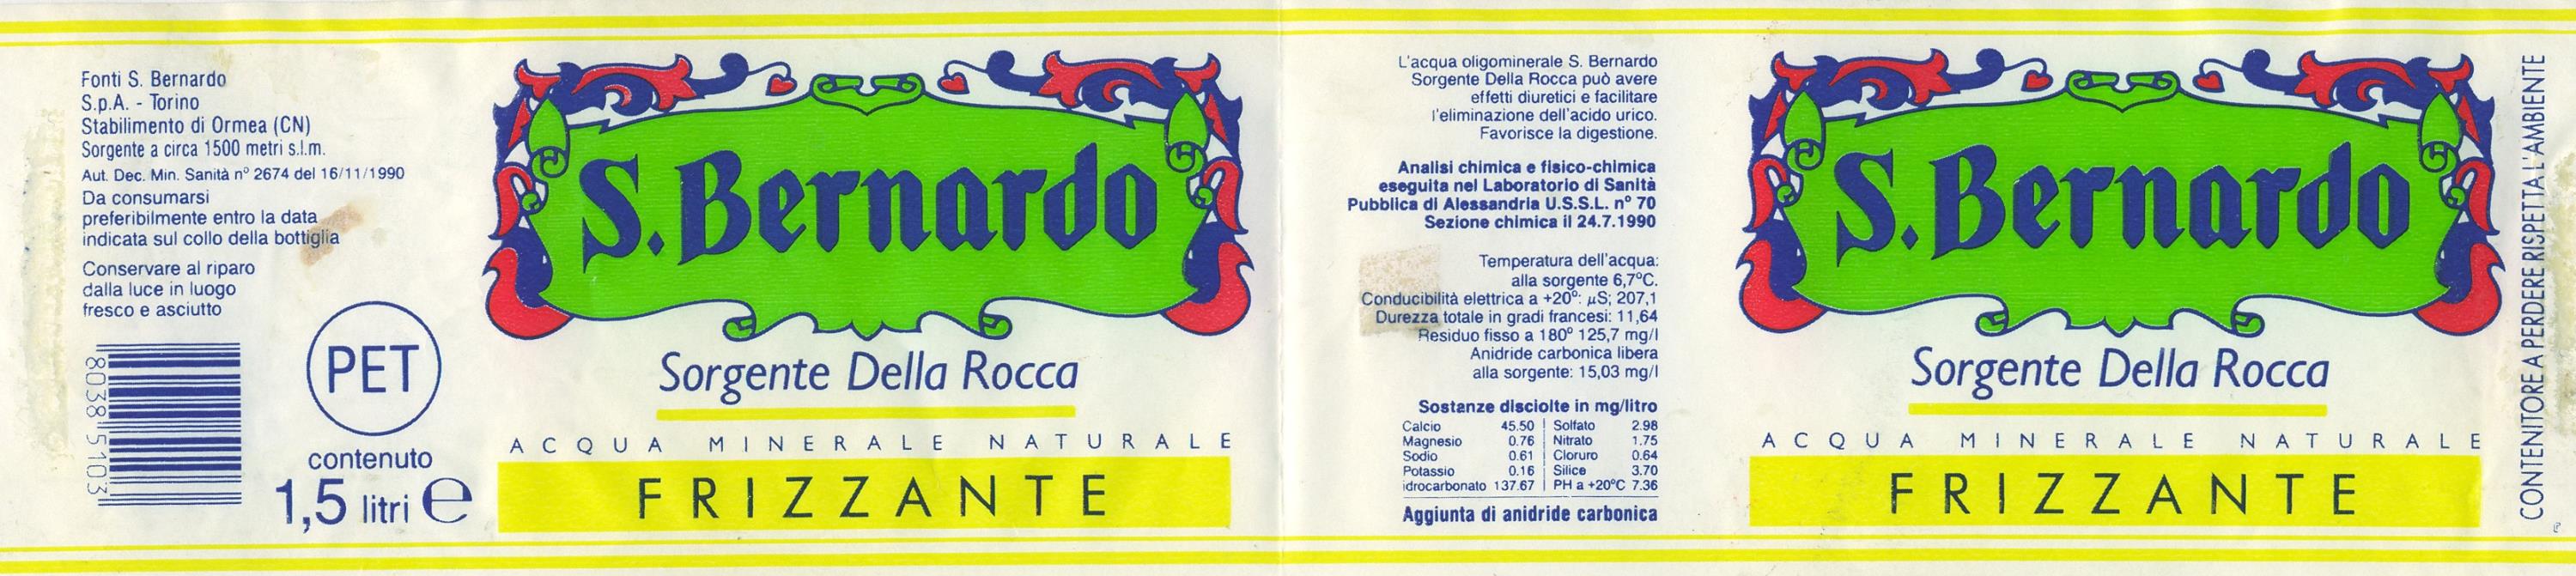 Fonti S. Bernardo
S.p.A. - Torino
Stabilimento di Ormea (CN)
Sorgente a circa 1500 metri s.l.m.
Aut. Dec. Min. Sanità nº 2674 del 16/11/1990
Da consumarsi
preferibilmente entro la data
indicata sul collo della bottiglia
Conservare al riparo
dalla luce in luogo
fresco e asciutto
80385103
PET
contenuto
1,5 litri e
S. Bernardo
Sorgente Della Rocca
ACQUA MINERALE NATURALE
FRIZZANTE
L'acqua oligominerale S. Bernardo
Sorgente Della Rocca può avere
effetti diuretici e facilitare
l'eliminazione dell'acido urico.
Favorisce la digestione.
Analisi chimica e fisico-chimica
eseguita nel Laboratorio di Sanità
Pubblica di Alessandria U.S.S.L. nº 70
Sezione chimica il 24.7.1990
Temperatura dell'acqua:
alla sorgente 6,7ºC.
Conducibilità elettrica a +20º: µS; 207,1
Durezza totale in gradi francesi: 11,64
Residuo fisso a 180º 125,7 mg/l
Anidride carbonica libera
alla sorgente: 15,03 mg/l
Sostanze disciolte in mg/litro
Calcio 45.50 | Solfato 2.98
Magnesio 0.76 | Nitrato 1.75
Sodio 0.61 | Cloruro 0.64
Potassio 0.16 | Silice 3.70
idrocarbonato 137.67 | PH a +20ºC 7.36
Aggiunta di anidride carbonica
S. Bernardo
Sorgente Della Rocca
ACQUA MINERALE NATURALE
FRIZZANTE
CONTENITORE A PERDERE RISPETTA L'AMBIENTE